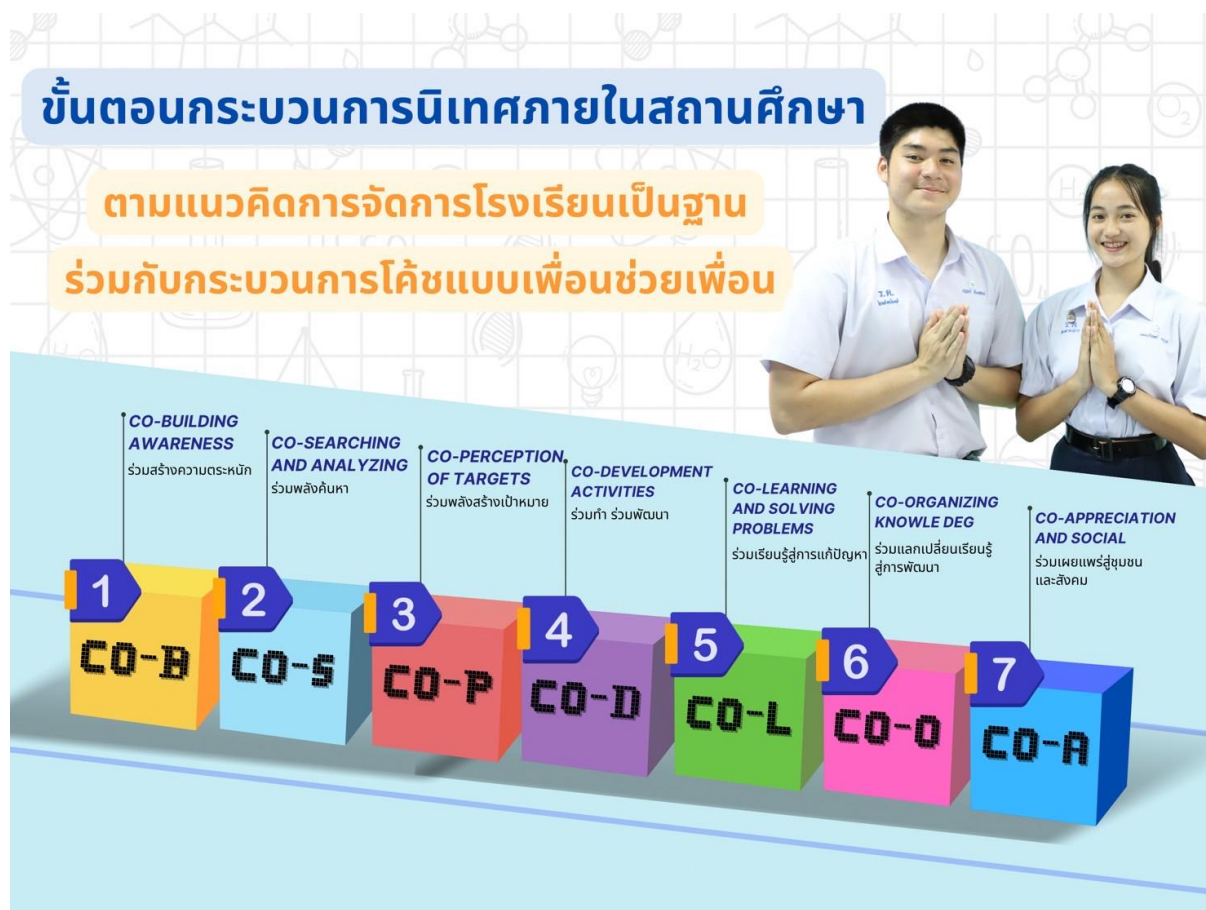 ขั้นตอนกระบวนการนิเทศภายในสถานศึกษา
ตามแนวคิดการจัดการโรงเรียนเป็นฐาน
ร่วมกับกระบวนการโค้ชแบบเพื่อนช่วยเพื่อน
CO-BUILDING
AWARENESS
ร่วมสร้างความตระหนัก
CO-SEARCHING
AND ANALYZING
ร่วมพลังค้นหา
CO-PERCEPTION
OF TARGETS
ร่วมพลังสร้างเป้าหมาย
CO-DEVELOPMENT
ACTIVITIES
ร่วมทำ ร่วมพัฒนา
CO-LEARNING
AND SOLVING
PROBLEMS
ร่วมเรียนรู้สู่การแก้ปัญหา
CO-ORGANIZING
KNOWLE DEG
ร่วมแลกเปลี่ยนเรียนรู้
สู่การพัฒนา
CO-APPRECIATION
AND SOCIAL
ร่วมเผยแพร่สู่ชุมชน
และสังคม
1
CO-B
2
CO-S
3
CO-P
4
CO-D
5
CO-L
6
CO-O
7
CO-A
H₂O
O₂